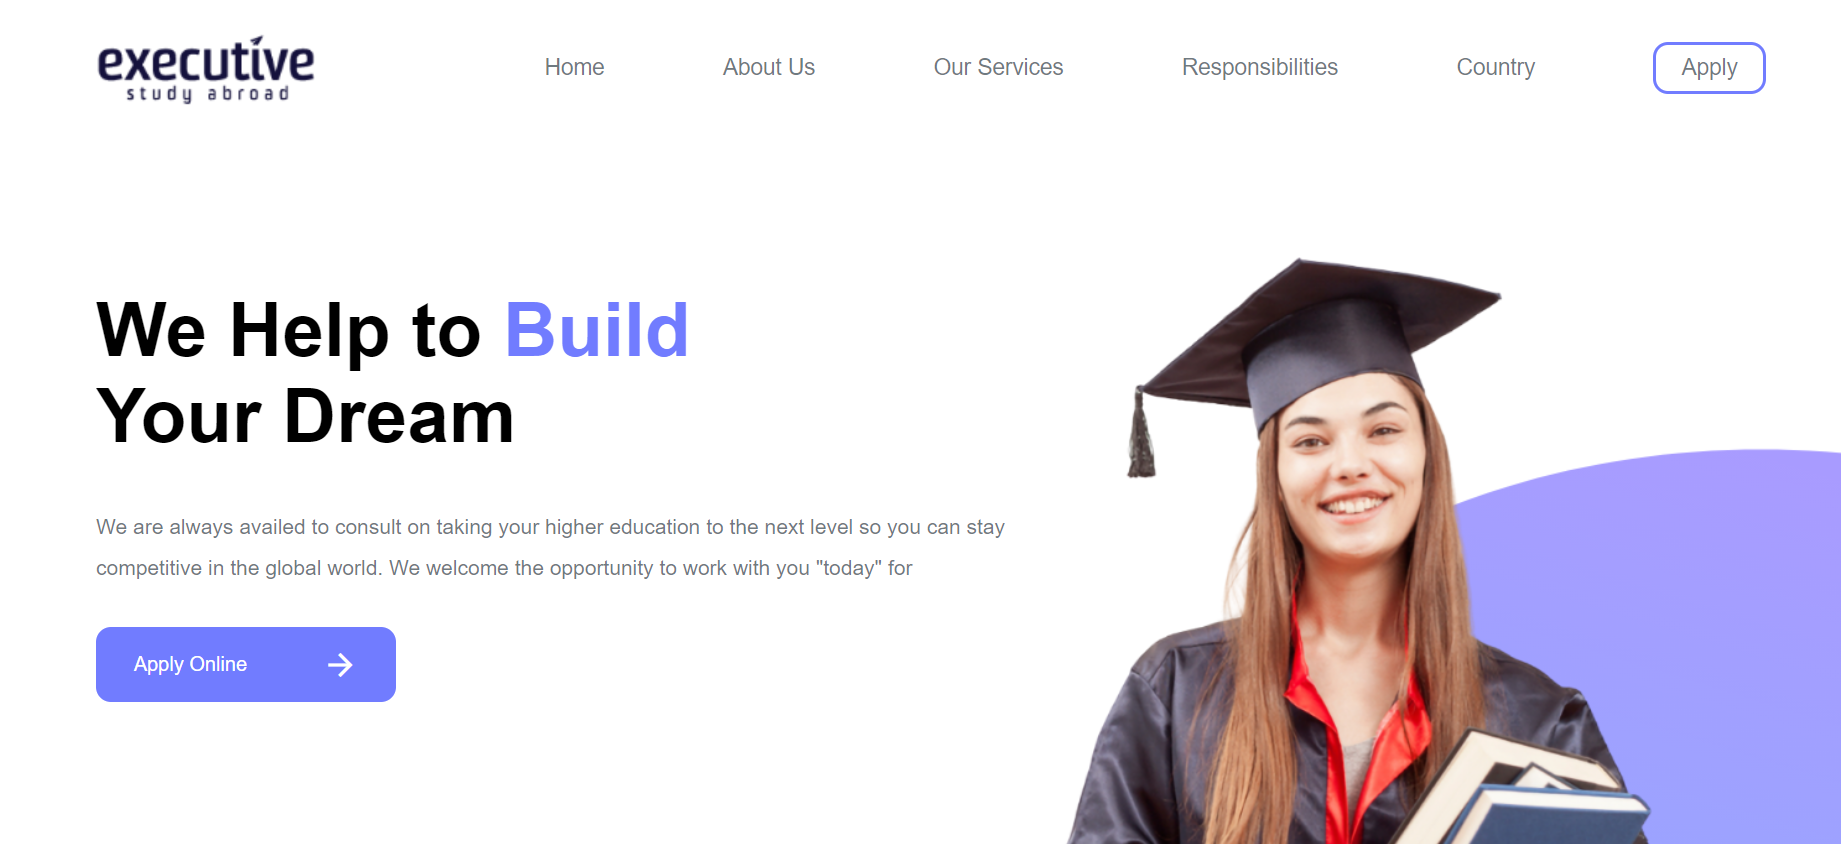 executive
study abroad
Home
About Us
Our Services
Responsibilities
Country
Apply
We Help to Build
Your Dream
We are always availed to consult on taking your higher education to the next level so you can stay
competitive in the global world. We welcome the opportunity to work with you "today" for
Apply Online